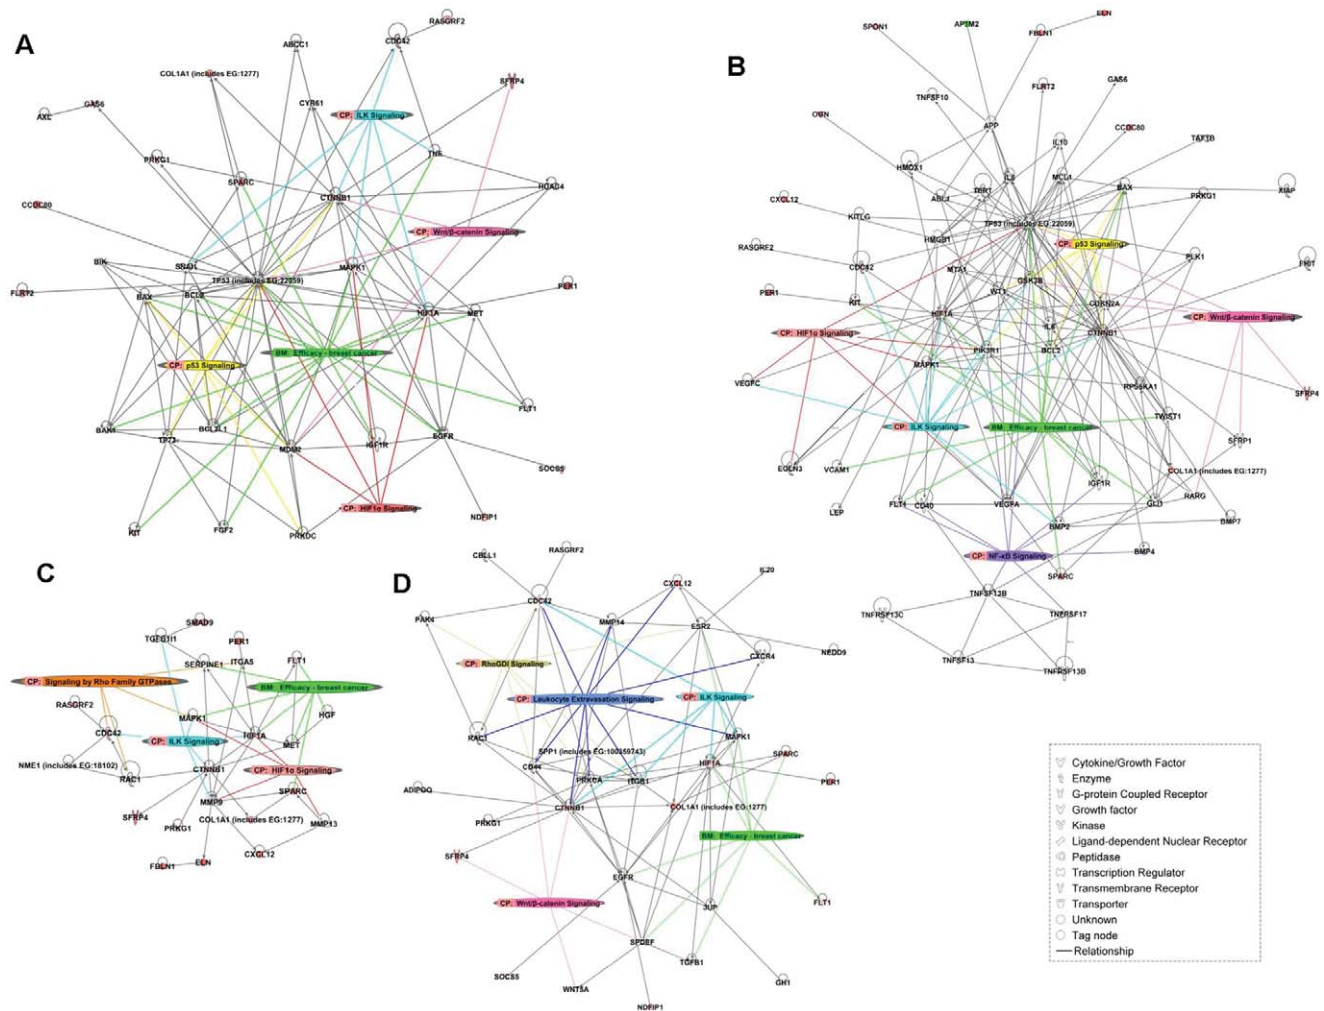 A
RASGRF2
CDC42
ABCC1
COL1A1 (includes EG:1277)
SFRP4
CYR61
GAS6
AXL
CP: ILK Signaling
PRKG1
TNF
SPARC
HDAC4
CTNNB1
CCDC80
CP: Wnt/β-catenin Signaling
BIK
SNAI1
MAPK1
TP53 (includes EG:22059)
FLRT2
BAX
BCL2
PER1
HIF1A
MET
BM: Efficacy - breast cancer
CP: p53 Signaling
FLT1
BAK1
TP73
BCL2L1
MDM2
IGF1R
EGFR
SOCS5
CP: HIF1α Signaling
NDFIP1
KIT
FGF2
PRKDC
B
SPON1
AP1M2
ELN
FBLN1
FLRT2
GAS6
TNFSF10
OGN
APP
CCDC80
IL10
TAF1B
HMOX1
IL8
MCL1
TERT
BAX
XIAP
CXCL12
ABL1
PRKG1
KITLG
TP53 (includes EG:22059)
HMGB1
CP: p53 Signaling
RASGRF2
PLK1
FHIT
CDC42
MTA1
GSK3B
PER1
WT1
KIT
CDKN2A
HIF1A
CP: Wnt/β-catenin Signaling
CP: HIF1α Signaling
IL6
CTNNB1
PIK3R1
BCL2
MAPK1
VEGFC
RPS6KA1
SFRP4
TWIST1
CP: ILK Signaling
BM: Efficacy - breast cancer
SFRP1
EGLN3
VCAM1
COL1A1 (includes EG:1277)
IGF1R
RARG
LEP
FLT1
CD40
VEGFA
GLI1
BMP2
BMP7
CP: NF-κB Signaling
BMP4
SPARC
TNFSF13B
TNFRSF13C
TNFRSF17
TNFSF13
TNFRSF13B
C
SMAD9
TGFB1I1
PER1
SERPINE1
ITGA5
FLT1
CP: Signaling by Rho Family GTPases
BM: Efficacy - breast cancer
RASGRF2
MAPK1
HGF
CDC42
HIF1A
CP: ILK Signaling
MET
NME1 (includes EG:18102)
CTNNB1
CP: HIF1α Signaling
RAC1
SPARC
MMP9
SFRP4
COL1A1 (includes EG:1277)
PRKG1
MMP13
CXCL12
FBLN1
ELN
D
CBLL1
RASGRF2
IL20
CXCL12
CDC42
PAK4
MMP14
ESR2
NEDD9
CXCR4
CP: RhoGDI Signaling
CP: Leukocyte Extravasation Signaling
CP: ILK Signaling
RAC1
MAPK1
SPP1 (includes EG:100359743)
SPARC
CD44
HIF1A
PRKCA
ITGB1
PER1
ADIPOQ
CTNNB1
COL1A1 (includes EG:1277)
PRKG1
BM: Efficacy - breast cancer
SFRP4
EGFR
CP: Wnt/β-catenin Signaling
JUP
FLT1
SPDEF
TGFB1
SOCS5
WNT5A
GH1
NDFIP1
Cytokine/Growth Factor
Enzyme
G-protein Coupled Receptor
Growth factor
Kinase
Ligand-dependent Nuclear Receptor
Peptidase
Transcription Regulator
Transmembrane Receptor
Transporter
Unknown
Tag node
Relationship